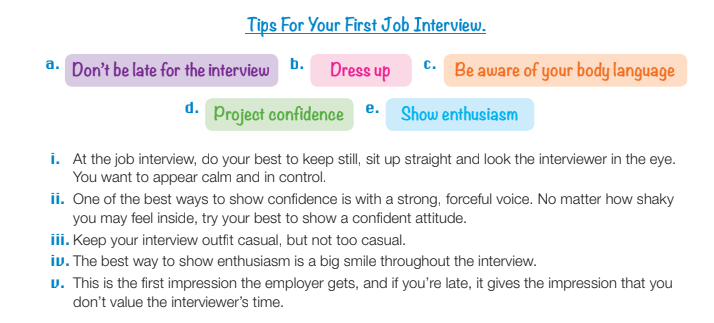 Tips For Your First Job Interview.
a. Don't be late for the interview b. Dress up c. Be aware of your body language
d. Project confidence e. Show enthusiasm
i. At the job interview, do your best to keep still, sit up straight and look the interviewer in the eye.
You want to appear calm and in control.
ii. One of the best ways to show confidence is with a strong, forceful voice. No matter how shaky
you may feel inside, try your best to show a confident attitude.
iii. Keep your interview outfit casual, but not too casual.
iv. The best way to show enthusiasm is a big smile throughout the interview.
v. This is the first impression the employer gets, and if you're late, it gives the impression that you
don't value the interviewer's time.